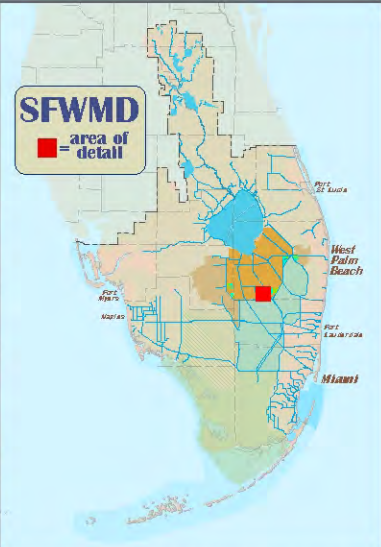 SFWMD
= area of
detail
Port
St Lucie
West
Palm
Beach
Fort
Myers
Naples
Fort
Lauderdale
Miami